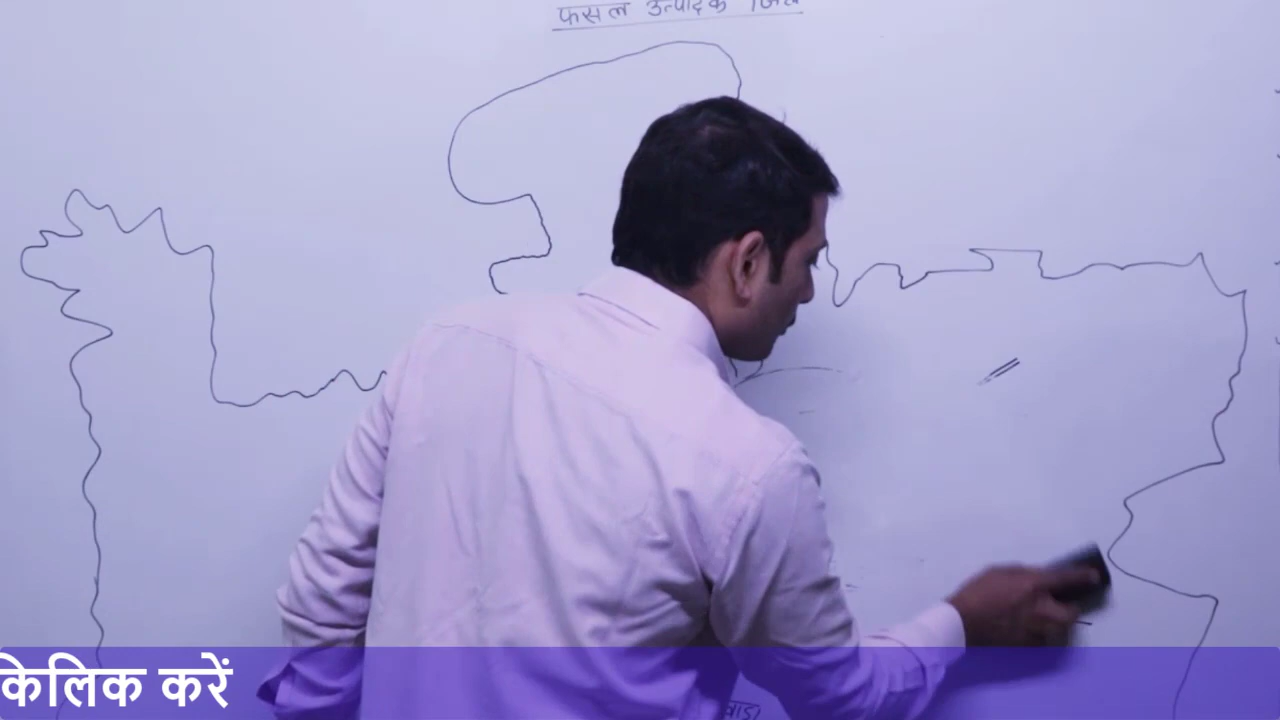 फसल उत्पादक
किलिक करें